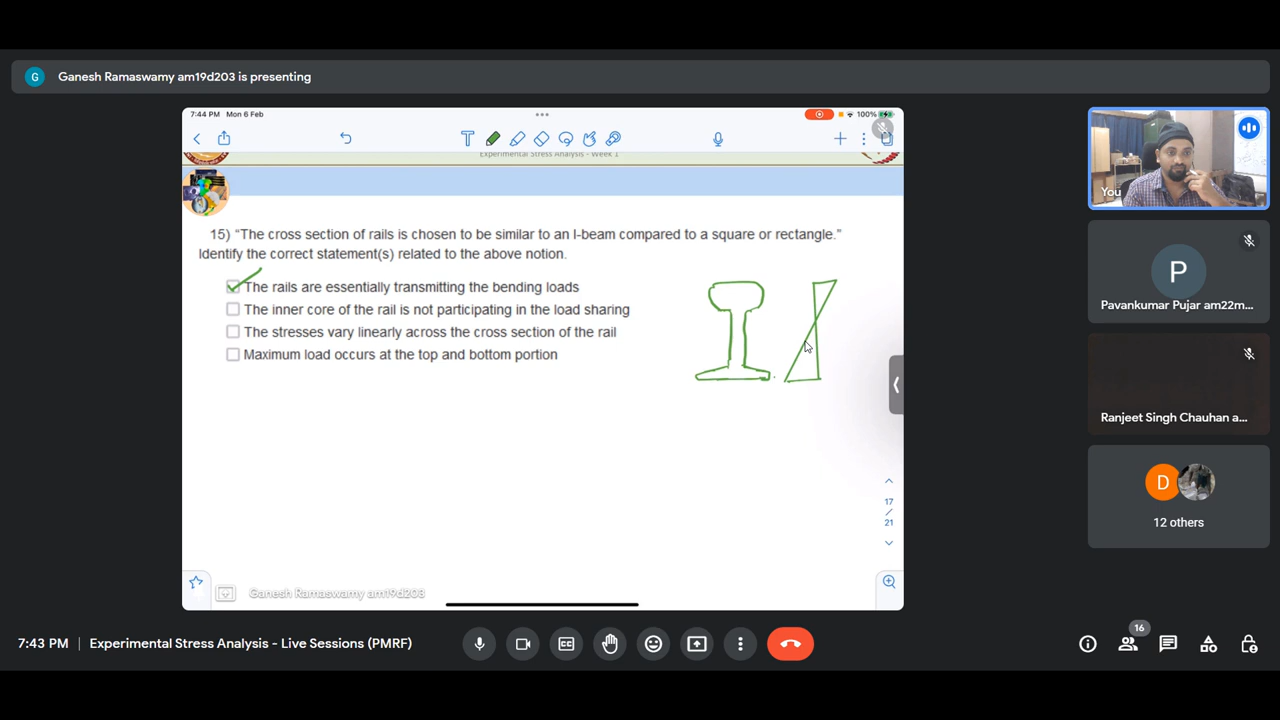 G
Ganesh Ramaswamy am19d203 is presenting
7:44 PM Mon 6 Feb
100%
Experimental Stress Analysis - Week 1
15) “The cross section of rails is chosen to be similar to an I-beam compared to a square or rectangle.”
Identify the correct statement(s) related to the above notion.
The rails are essentially transmitting the bending loads
The inner core of the rail is not participating in the load sharing
The stresses vary linearly across the cross section of the rail
Maximum load occurs at the top and bottom portion
17
/
21
Ganesh Ramaswamy am19d203
You
P
Pavankumar Pujar am22m...
Ranjeet Singh Chauhan a...
D
12 others
7:43 PM | Experimental Stress Analysis - Live Sessions (PMRF)
CC
16